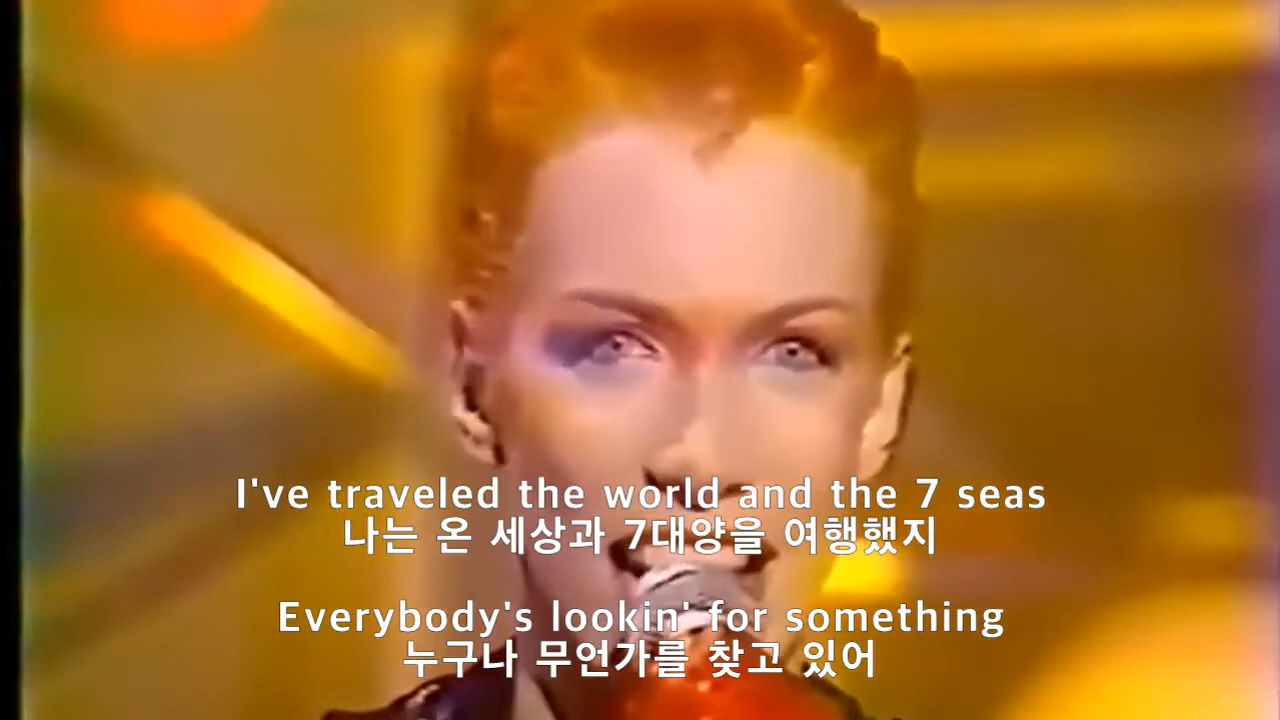 I've traveled the world and the 7 seas
나는 온 세상과 7대양을 여행했지
Everybody's lookin' for something
누구나 무언가를 찾고 있어